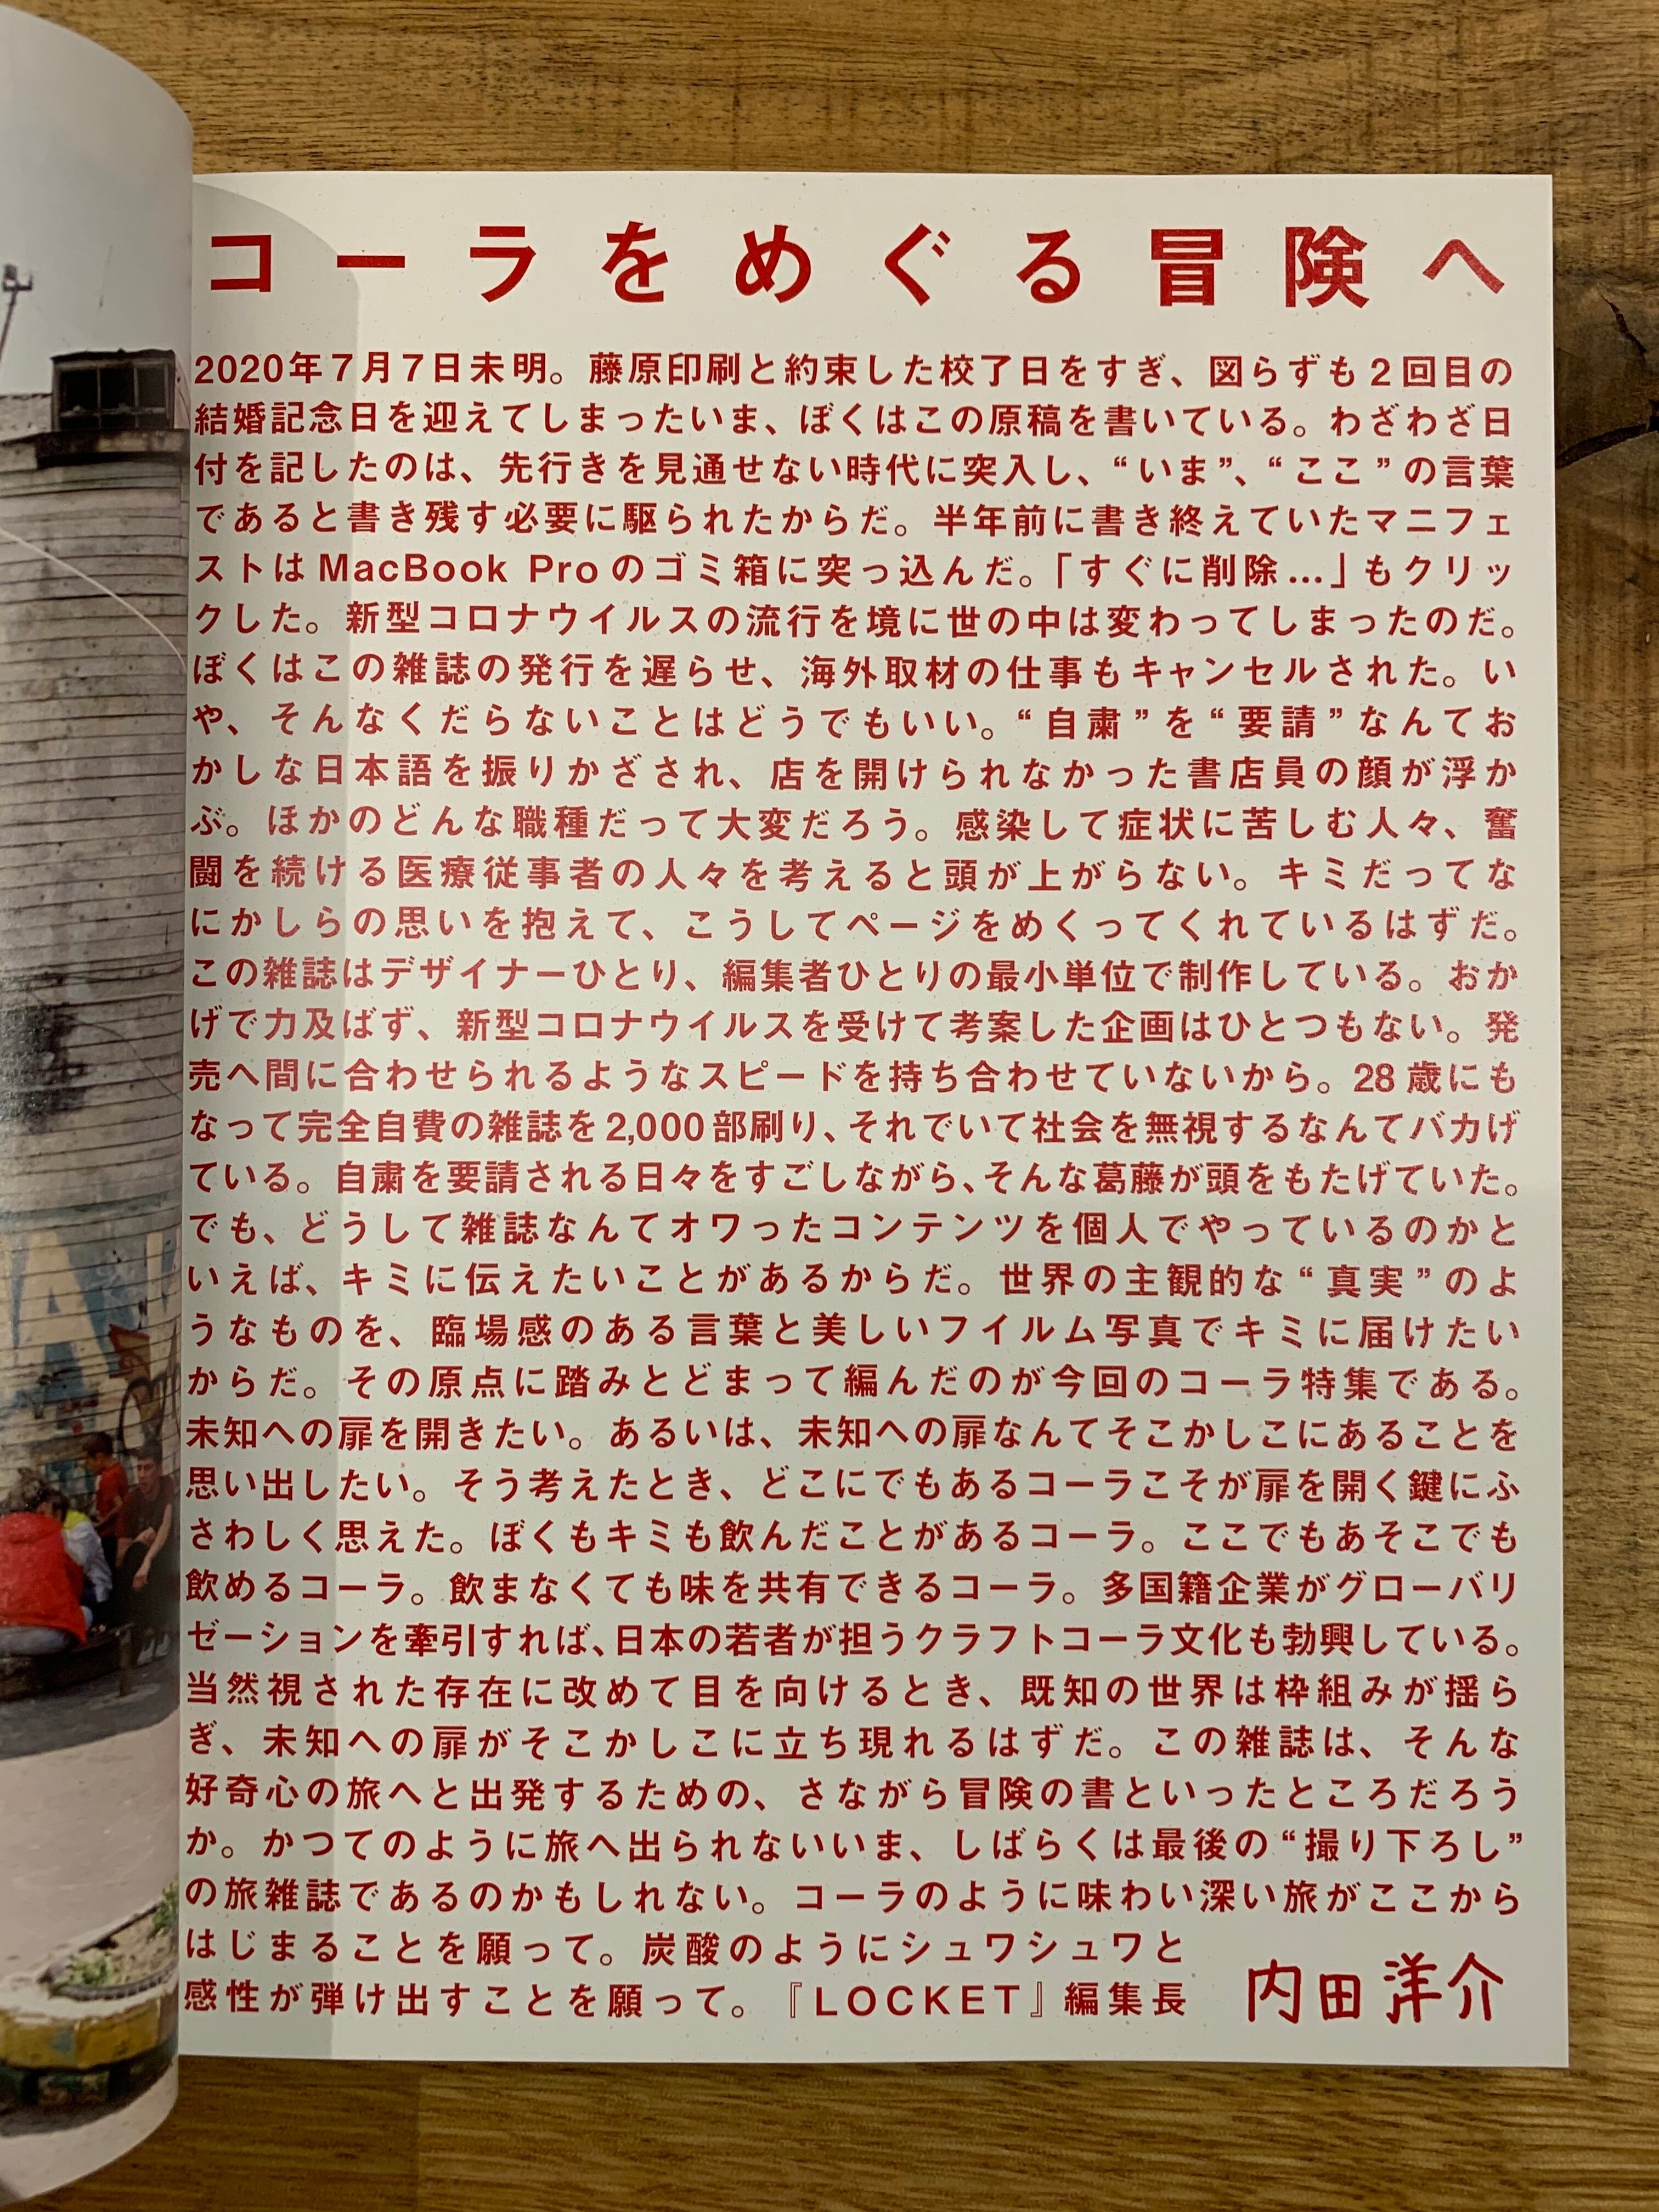 コーラをめぐる冒険へ
2020年7月7日未明。藤原印刷と約束した校了日をすぎ、図らずも2回目の
結婚記念日を迎えてしまったいま、ぼくはこの原稿を書いている。わざわざ日
付を記したのは、先行きを見通せない時代に突入し、“いま”、“ここ”の言葉
であると書き残す必要に駆られたからだ。半年前に書き終えていたマニフェ
ストはMacBook Proのゴミ箱に突っ込んだ。「すぐに削除…」もクリッ
クした。新型コロナウイルスの流行を境に世の中は変わってしまったのだ。
ぼくはこの雑誌の発行を遅らせ、海外取材の仕事もキャンセルされた。い
や、そんなくだらないことはどうでもいい。“自粛”を“要請”なんてお
かしな日本語を振りかざされ、店を開けられなかった書店員の顔が浮か
ぶ。ほかのどんな職種だって大変だろう。感染して症状に苦しむ人々、奮
闘を続ける医療従事者の人々を考えると頭が上がらない。キミだってな
にかしらの思いを抱えて、こうしてページをめくってくれているはずだ。
この雑誌はデザイナーひとり、編集者ひとりの最小単位で制作している。おか
げで力及ばず、新型コロナウイルスを受けて考案した企画はひとつもない。発
売へ間に合わせられるようなスピードを持ち合わせていないから。28歳にも
なって完全自費の雑誌を2,000部刷り、それでいて社会を無視するなんてバカげ
ている。自粛を要請される日々をすごしながら、そんな葛藤が頭をもたげていた。
でも、どうして雑誌なんてオワったコンテンツを個人でやっているのかと
いえば、キミに伝えたいことがあるからだ。世界の主観的な“真実”のよ
うなものを、臨場感のある言葉と美しいフイルム写真でキミに届けたい
からだ。その原点に踏みとどまって編んだのが今回のコーラ特集である。
未知への扉を開きたい。あるいは、未知への扉なんてそこかしこにあることを
思い出したい。そう考えたとき、どこにでもあるコーラこそが扉を開く鍵にふ
さわしく思えた。ぼくもキミも飲んだことがあるコーラ。ここでもあそこでも
飲めるコーラ。飲まなくても味を共有できるコーラ。多国籍企業がグローバリ
ゼーションを牽引すれば、日本の若者が担うクラフトコーラ文化も勃興している。
当然視された存在に改めて目を向けるとき、既知の世界は枠組みが揺ら
ぎ、未知への扉がそこかしこに立ち現れるはずだ。この雑誌は、そんな
好奇心の旅へと出発するための、さながら冒険の書といったところだろう
か。かつてのように旅へ出られないいま、しばらくは最後の“撮り下ろし”
の旅雑誌であるのかもしれない。コーラのように味わい深い旅がここから
はじまることを願って。炭酸のようにシュワシュワと
感性が弾け出すことを願って。『LOCKET』編集長 内田洋介